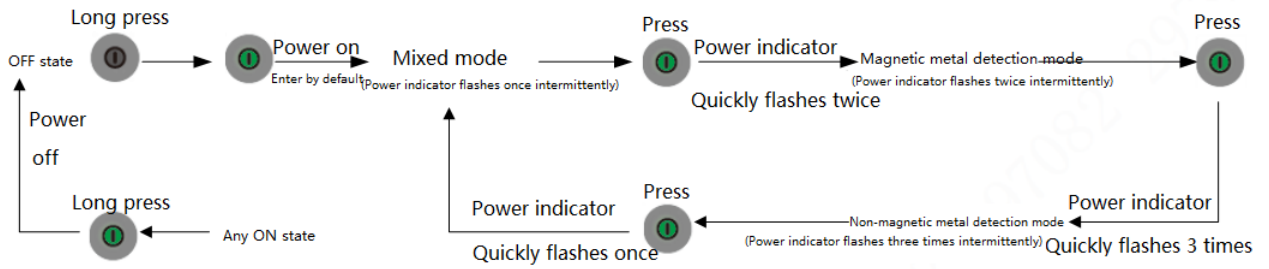 Long press
OFF state
Power on
Enter by default
Mixed mode
(Power indicator flashes once intermittently)
Press
Power indicator
Quickly flashes twice
Magnetic metal detection mode
(Power indicator flashes twice intermittently)
Press
Power indicator
Quickly flashes 3 times
Non-magnetic metal detection mode
(Power indicator flashes three times intermittently)
Press
Power indicator
Quickly flashes once
Any ON state
Long press
Power
off